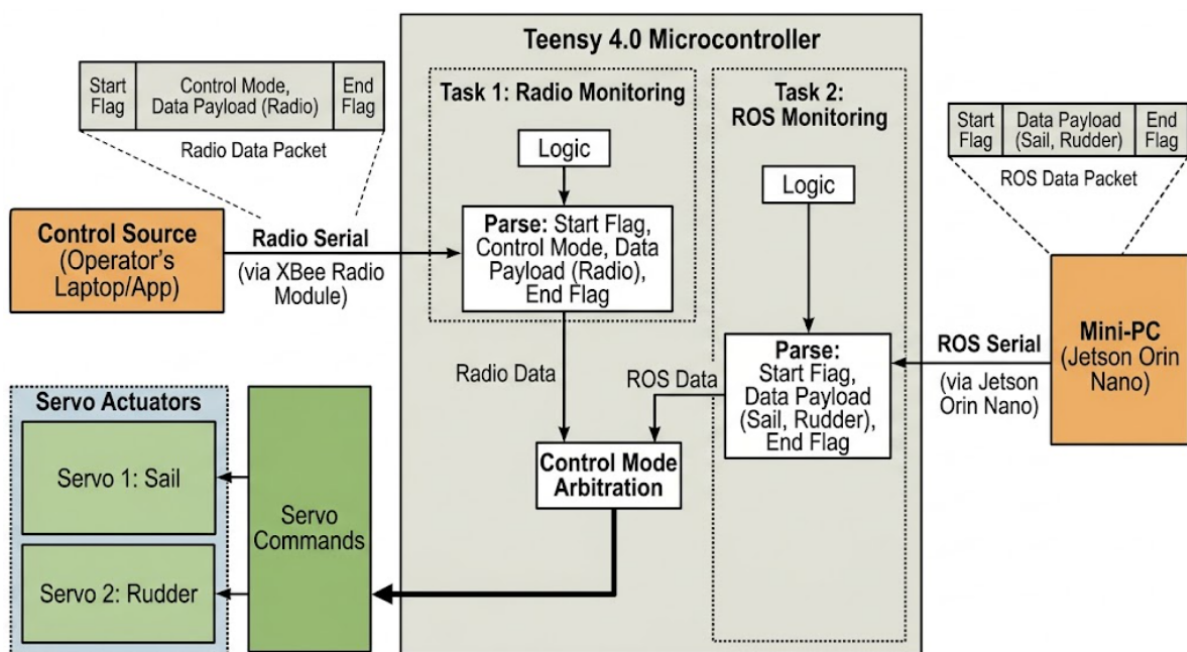 Teensy 4.0 Microcontroller
Start
Flag
Control Mode,
Data Payload (Radio)
End
Flag
Radio Data Packet
Control Source
(Operator's
Laptop/App)
Radio Serial
(via XBee Radio
Module)
Task 1: Radio Monitoring
Logic
Parse: Start Flag,
Control Mode, Data
Payload (Radio),
End Flag
Radio Data
Task 2:
ROS Monitoring
Logic
Parse:
Start Flag,
Data Payload
(Sail, Rudder),
End Flag
ROS Data
Control Mode
Arbitration
Start
Flag
Data Payload
(Sail, Rudder)
End
Flag
ROS Data Packet
ROS Serial
(via Jetson
Orin Nano)
Mini-PC
(Jetson Orin
Nano)
Servo Actuators
Servo 1: Sail
Servo 2: Rudder
Servo
Commands